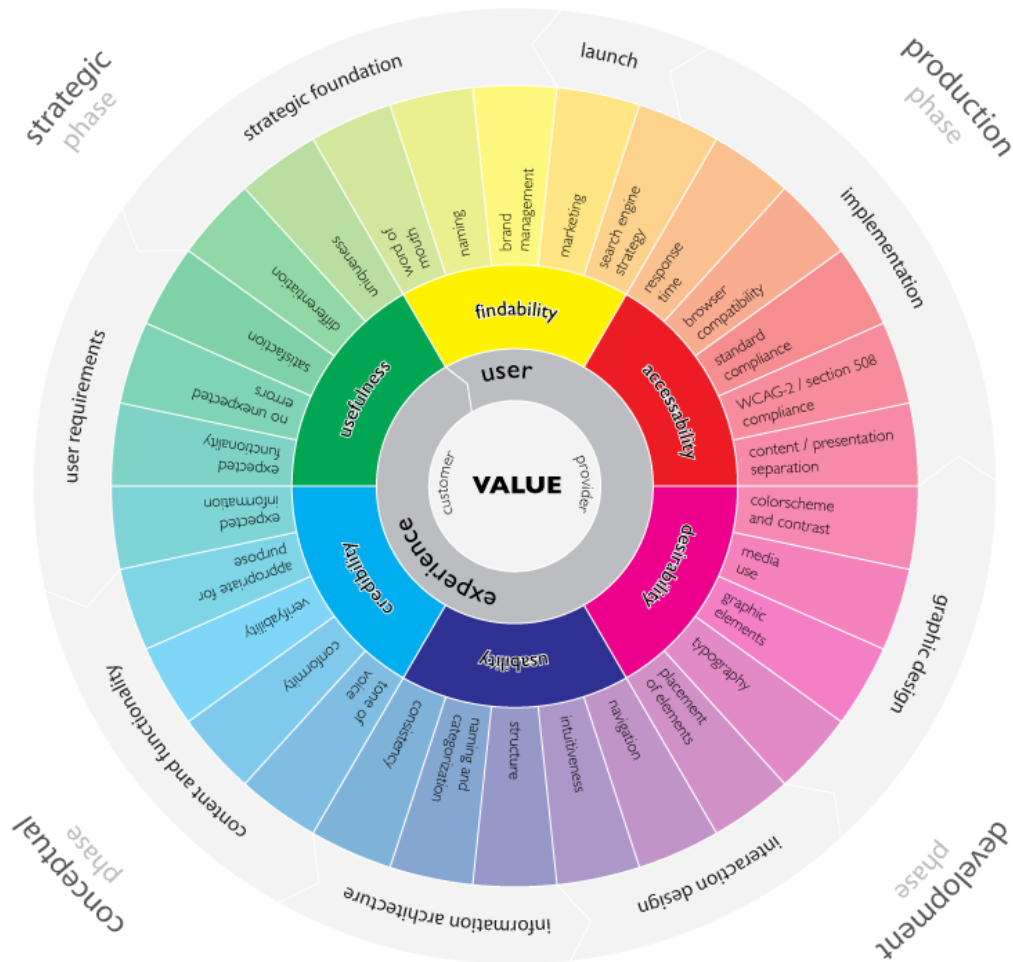 strategic
phase
production
phase
development
phase
conceptual
phase
strategic foundation
launch
implementation
graphic design
interaction design
information architecture
content and functionality
user requirements
brand
management
marketing
search engine
strategy
response
time
browser
compatibility
standard
compliance
WCAG-2 / section 508
compliance
content / presentation
separation
colorscheme
and contrast
media
use
graphic
elements
typography
placement
of elements
navigation
intuitiveness
structure
naming and
categorization
consistency
tone of
voice
conformity
verifyability
appropriate for
purpose
expected
information
expected
functionality
no unexpected
errors
satisfaction
differentiation
uniqueness
word of
mouth
naming
findability
accessability
desirability
usability
credibility
usefulness
user
experience
customer
provider
VALUE